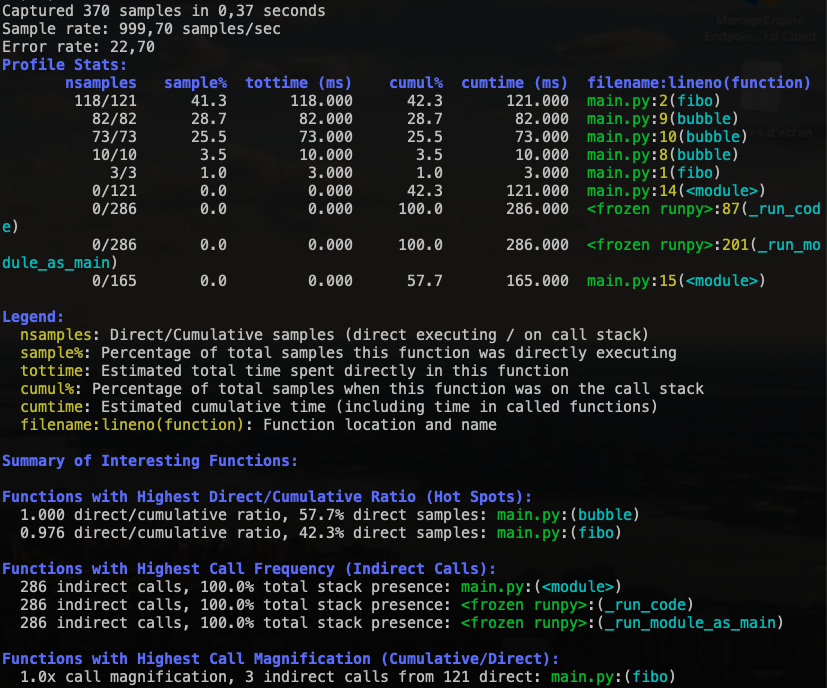 Captured 370 samples in 0,37 seconds
Sample rate: 999,70 samples/sec
Error rate: 22,70
Profile Stats:
nsamples sample% tottime (ms) cumul% cumtime (ms) filename:lineno(function)
118/121 41.3 118.000 42.3 121.000 main.py:2(fibo)
82/82 28.7 82.000 28.7 82.000 main.py:9(bubble)
73/73 25.5 73.000 25.5 73.000 main.py:10(bubble)
10/10 3.5 10.000 3.5 10.000 main.py:8(bubble)
3/3 1.0 3.000 1.0 3.000 main.py:1(fibo)
0/121 0.0 0.000 42.3 121.000 main.py:14(<module>)
0/286 0.0 0.000 100.0 286.000 <frozen runpy>:87(_run_cod
e)
0/286 0.0 0.000 100.0 286.000 <frozen runpy>:201(_run_mo
dule_as_main)
0/165 0.0 0.000 57.7 165.000 main.py:15(<module>)
Legend:
nsamples: Direct/Cumulative samples (direct executing / on call stack)
sample%: Percentage of total samples this function was directly executing
tottime: Estimated total time spent directly in this function
cumul%: Percentage of total samples when this function was on the call stack
cumtime: Estimated cumulative time (including time in called functions)
filename:lineno(function): Function location and name
Summary of Interesting Functions:
Functions with Highest Direct/Cumulative Ratio (Hot Spots):
1.000 direct/cumulative ratio, 57.7% direct samples: main.py:(bubble)
0.976 direct/cumulative ratio, 42.3% direct samples: main.py:(fibo)
Functions with Highest Call Frequency (Indirect Calls):
286 indirect calls, 100.0% total stack presence: main.py:(<module>)
286 indirect calls, 100.0% total stack presence: <frozen runpy>:(_run_code)
286 indirect calls, 100.0% total stack presence: <frozen runpy>:(_run_module_as_main)
Functions with Highest Call Magnification (Cumulative/Direct):
1.0x call magnification, 3 indirect calls from 121 direct: main.py:(fibo)
ManageEngine
Endpoin...ral Cloud